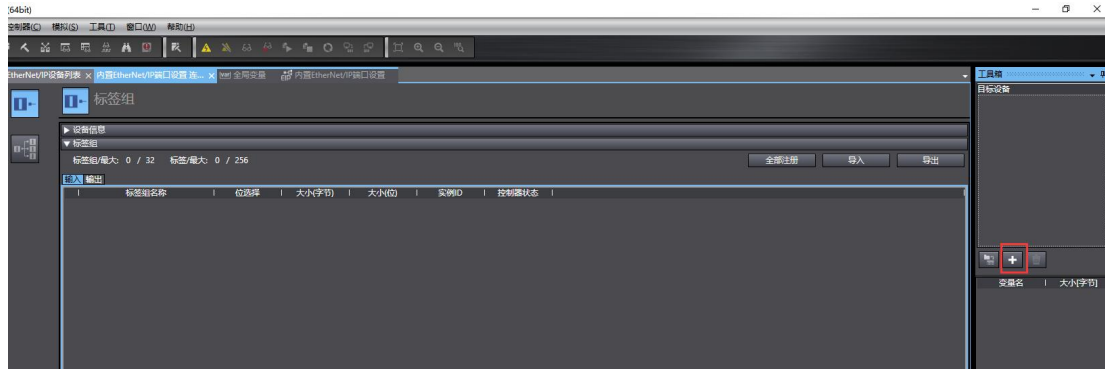 (64bit)
控制器(C) 模拟(S) 工具(T) 窗口(W) 帮助(H)
EtherNet/IP设备列表 内置EtherNet/IP端口设置 连... 全局变量 内置EtherNet/IP端口设置
工具箱
目标设备
标签组
设备信息
标签组
标签组/最大: 0 / 32 标签/最大: 0 / 256 全部注册 导入 导出
输入 输出
标签组名称 位选择 大小(字节) 大小(位) 实例ID 控制器状态
变量名 大小[字节]